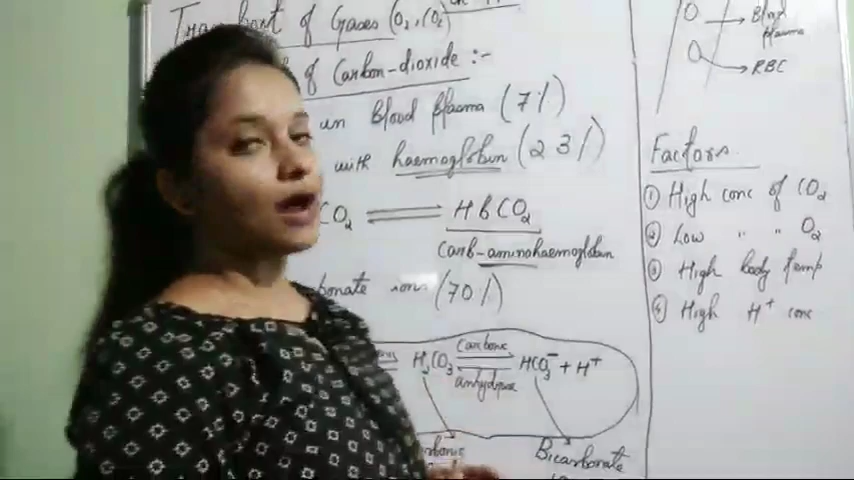 of Gases (O₂, CO₂)
of Carbon-dioxide :-
in Blood plasma (7%)
with haemoglobin (23%)
CO₂ ⇌ HbCO₂
Carb-aminohaemoglobin
bonate ions (70%)
⇌ H₂CO₃ ⇌ HCO₃⁻ + H⁺
Carbonic
anhydrase
Bicarbonate
→ Blood
plasma
→ RBC
Factors
① High conc of CO₂
② Low " " O₂
③ High body temp
④ High H⁺ conc